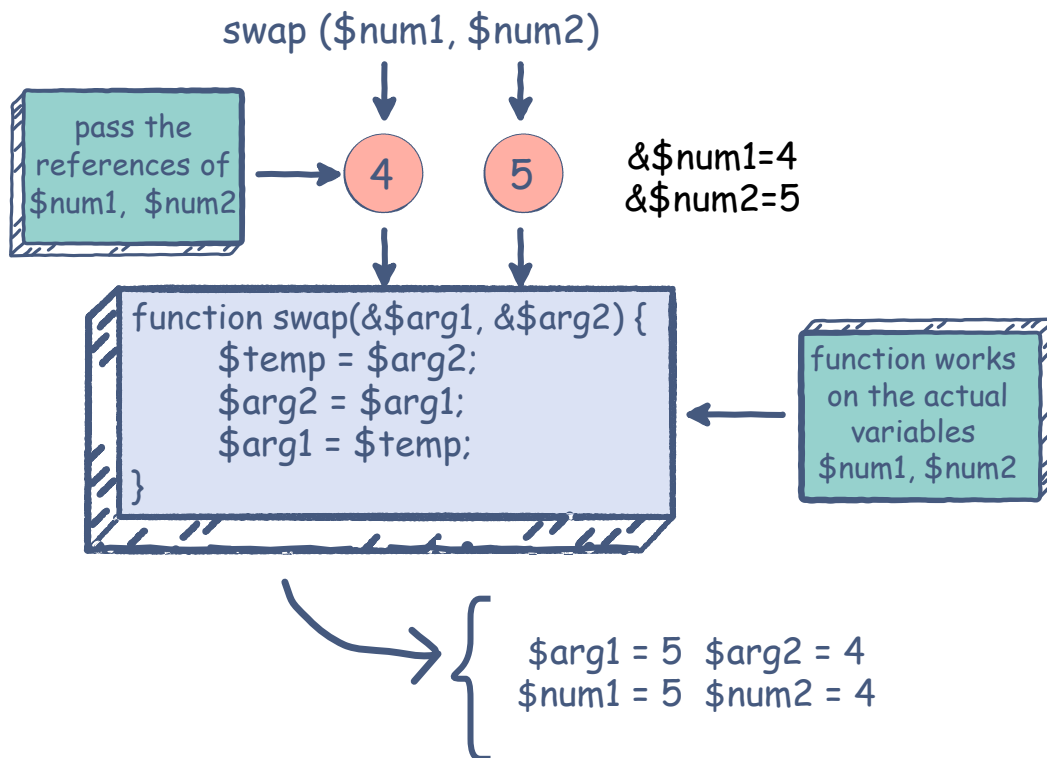 swap ($num1, $num2)
pass the
references of
$num1, $num2
4
5
&$num1=4
&$num2=5
function swap(&$arg1, &$arg2) {
$temp = $arg2;
$arg2 = $arg1;
$arg1 = $temp;
}
function works
on the actual
variables
$num1, $num2
$arg1 = 5 $arg2 = 4
$num1 = 5 $num2 = 4